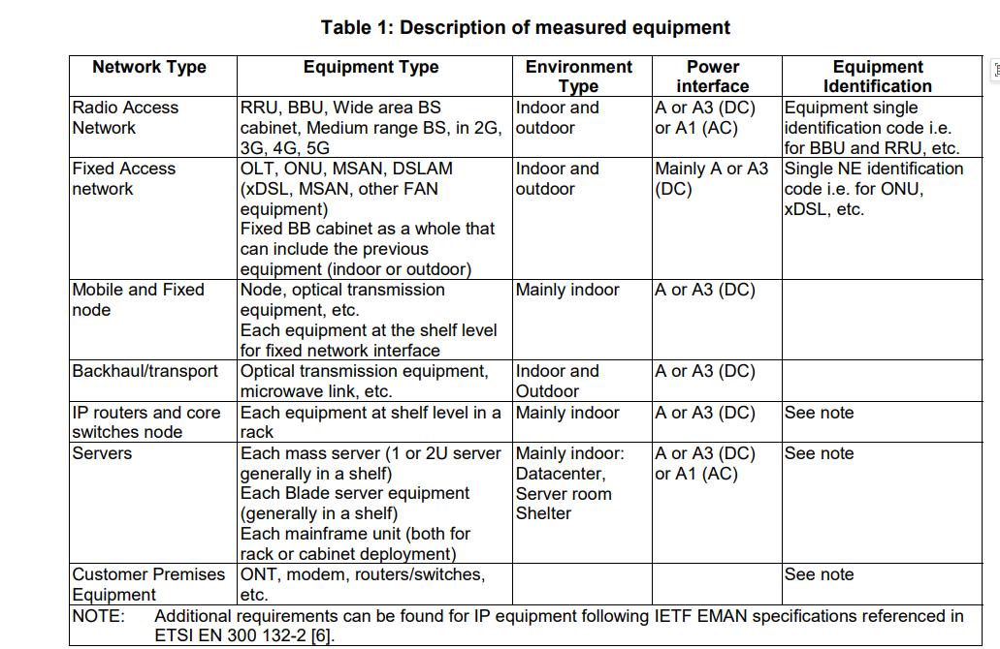 Table 1: Description of measured equipment
Network Type
Equipment Type
Environment
Type
Power
interface
Equipment
Identification
Radio Access
Network
RRU, BBU, Wide area BS
cabinet, Medium range BS, in 2G,
3G, 4G, 5G
Indoor and
outdoor
A or A3 (DC)
or A1 (AC)
Equipment single
identification code i.e.
for BBU and RRU, etc.
Fixed Access
network
OLT, ONU, MSAN, DSLAM
(xDSL, MSAN, other FAN
equipment)
Fixed BB cabinet as a whole that
can include the previous
equipment (indoor or outdoor)
Indoor and
outdoor
Mainly A or A3
(DC)
Single NE identification
code i.e. for ONU,
xDSL, etc.
Mobile and Fixed
node
Node, optical transmission
equipment, etc.
Each equipment at the shelf level
for fixed network interface
Mainly indoor
A or A3 (DC)
Backhaul/transport
Optical transmission equipment,
microwave link, etc.
Indoor and
Outdoor
A or A3 (DC)
IP routers and core
switches node
Each equipment at shelf level in a
rack
Mainly indoor
A or A3 (DC)
See note
Servers
Each mass server (1 or 2U server
generally in a shelf)
Each Blade server equipment
(generally in a shelf)
Each mainframe unit (both for
rack or cabinet deployment)
Mainly indoor:
Datacenter,
Server room
Shelter
A or A3 (DC)
or A1 (AC)
See note
Customer Premises
Equipment
ONT, modem, routers/switches,
etc.
See note
NOTE: Additional requirements can be found for IP equipment following IETF EMAN specifications referenced in
ETSI EN 300 132-2 [6].